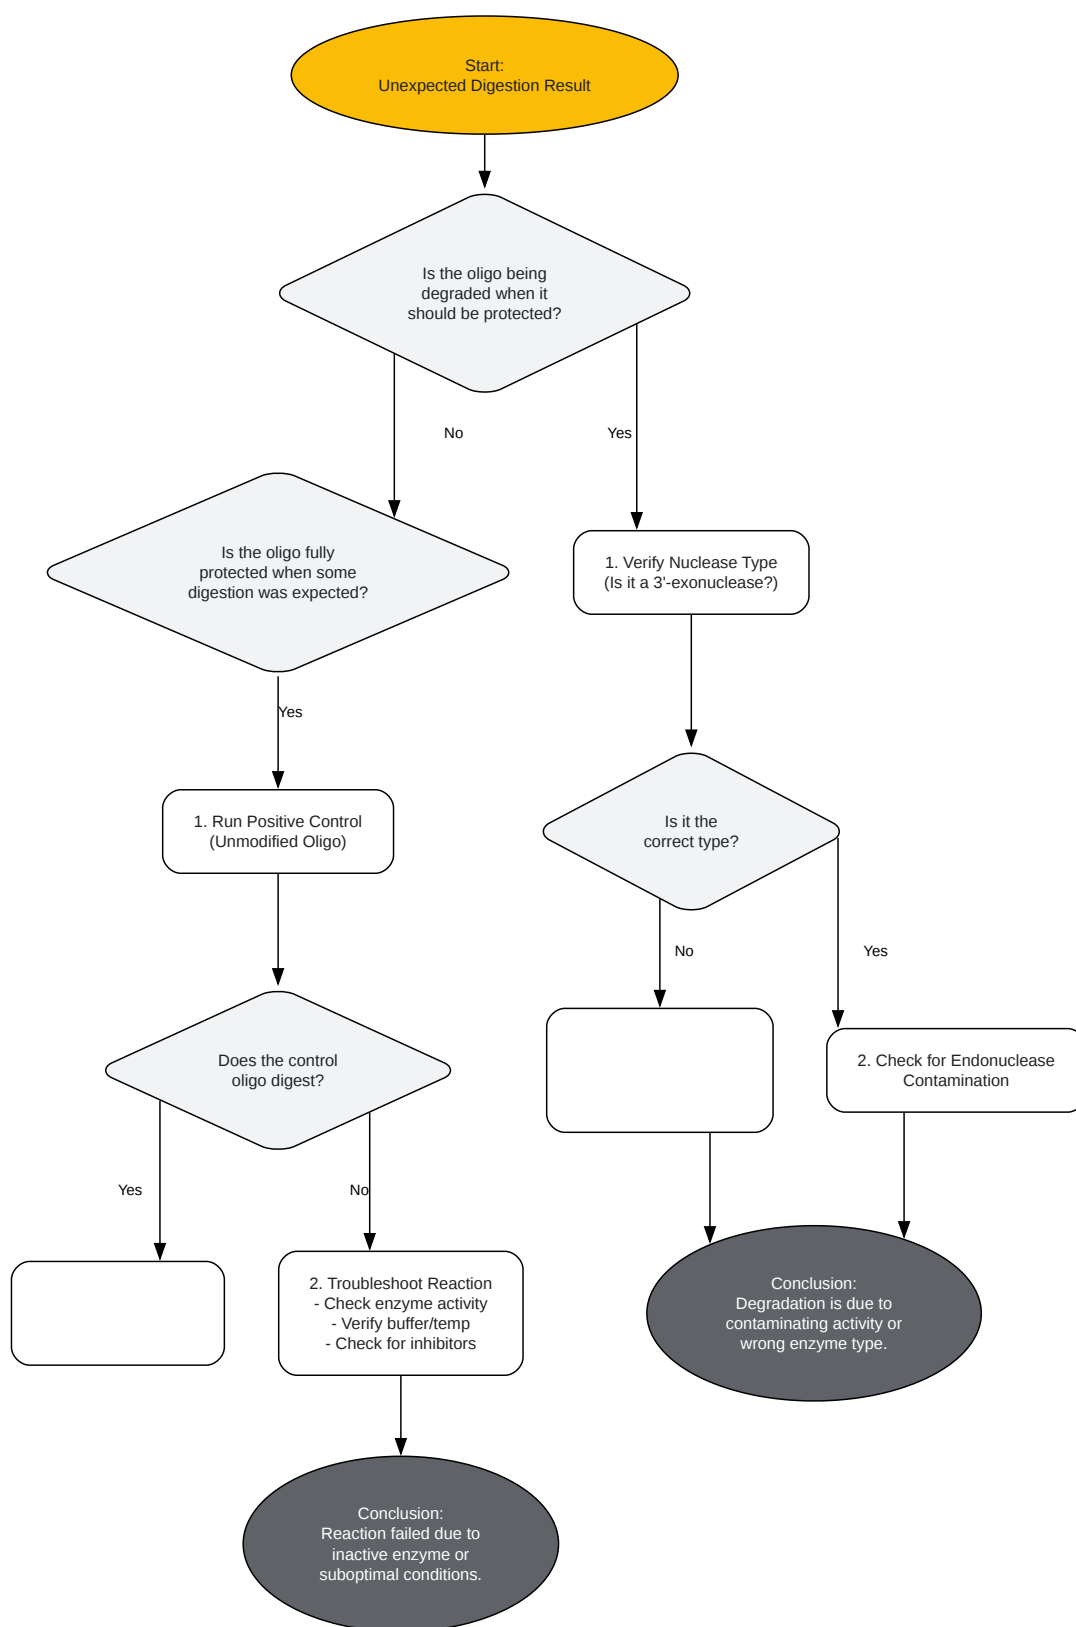 Start:
Unexpected Digestion Result
Is the oligo being
degraded when it
should be protected?
No
Yes
Is the oligo fully
protected when some
digestion was expected?
1. Verify Nuclease Type
(Is it a 3'-exonuclease?)
Yes
1. Run Positive Control
(Unmodified Oligo)
Is it the
correct type?
No
Yes
Does the control
oligo digest?
2. Check for Endonuclease
Contamination
Yes
No
2. Troubleshoot Reaction
- Check enzyme activity
- Verify buffer/temp
- Check for inhibitors
Conclusion:
Degradation is due to
contaminating activity or
wrong enzyme type.
Conclusion:
Reaction failed due to
inactive enzyme or
suboptimal conditions.